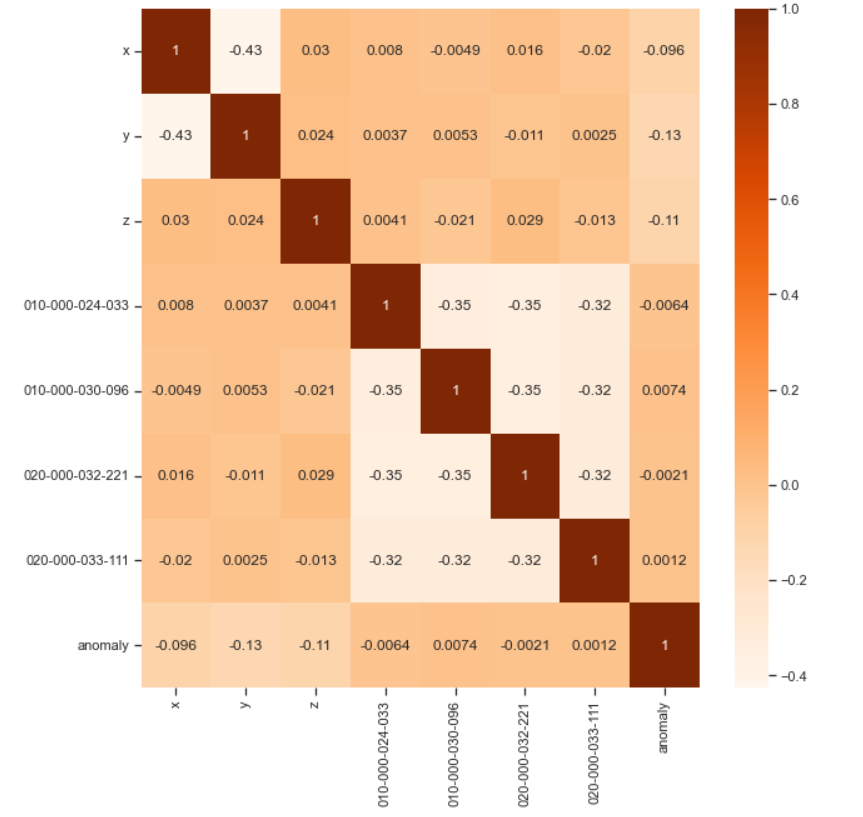 x 1 -0.43 0.03 0.008 -0.0049 0.016 -0.02 -0.096
y -0.43 1 0.024 0.0037 0.0053 -0.011 0.0025 -0.13
z 0.03 0.024 1 0.0041 -0.021 0.029 -0.013 -0.11
010-000-024-033 0.008 0.0037 0.0041 1 -0.35 -0.35 -0.32 -0.0064
010-000-030-096 -0.0049 0.0053 -0.021 -0.35 1 -0.35 -0.32 0.0074
020-000-032-221 0.016 -0.011 0.029 -0.35 -0.35 1 -0.32 -0.0021
020-000-033-111 -0.02 0.0025 -0.013 -0.32 -0.32 -0.32 1 0.0012
anomaly -0.096 -0.13 -0.11 -0.0064 0.0074 -0.0021 0.0012 1
x
y
z
010-000-024-033
010-000-030-096
020-000-032-221
020-000-033-111
anomaly
1.0
0.8
0.6
0.4
0.2
0.0
−0.2
−0.4